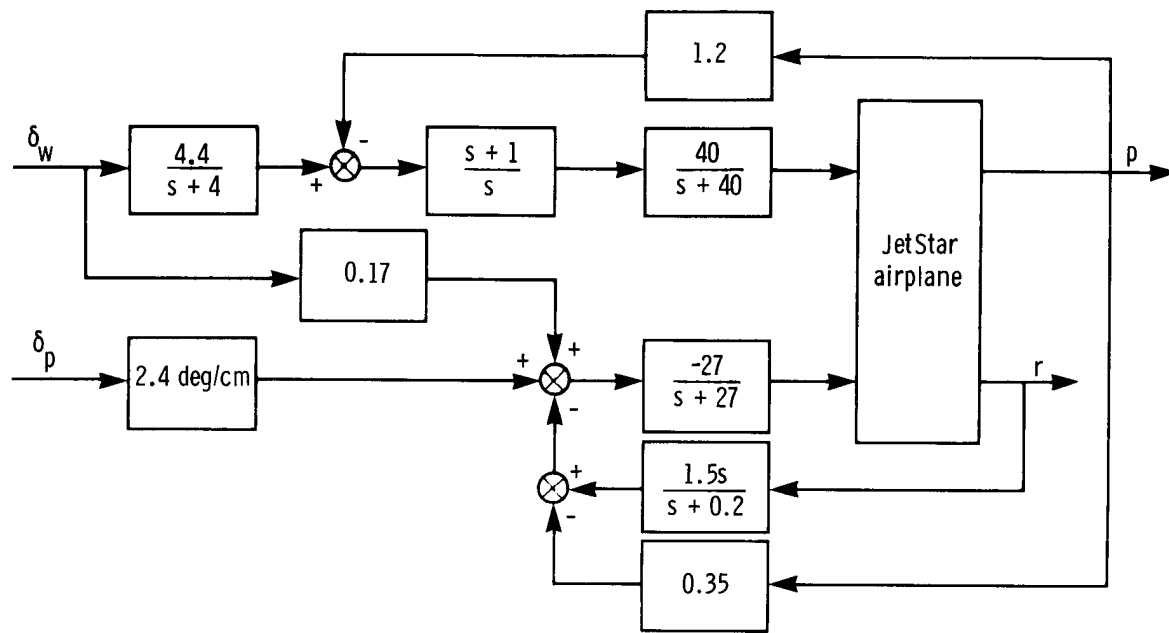 1.2
δw
4.4
s + 4
+
-
s + 1
s
40
s + 40
p
JetStar
airplane
0.17
δp
2.4 deg/cm
+
+
-
-27
s + 27
r
+
-
1.5s
s + 0.2
0.35